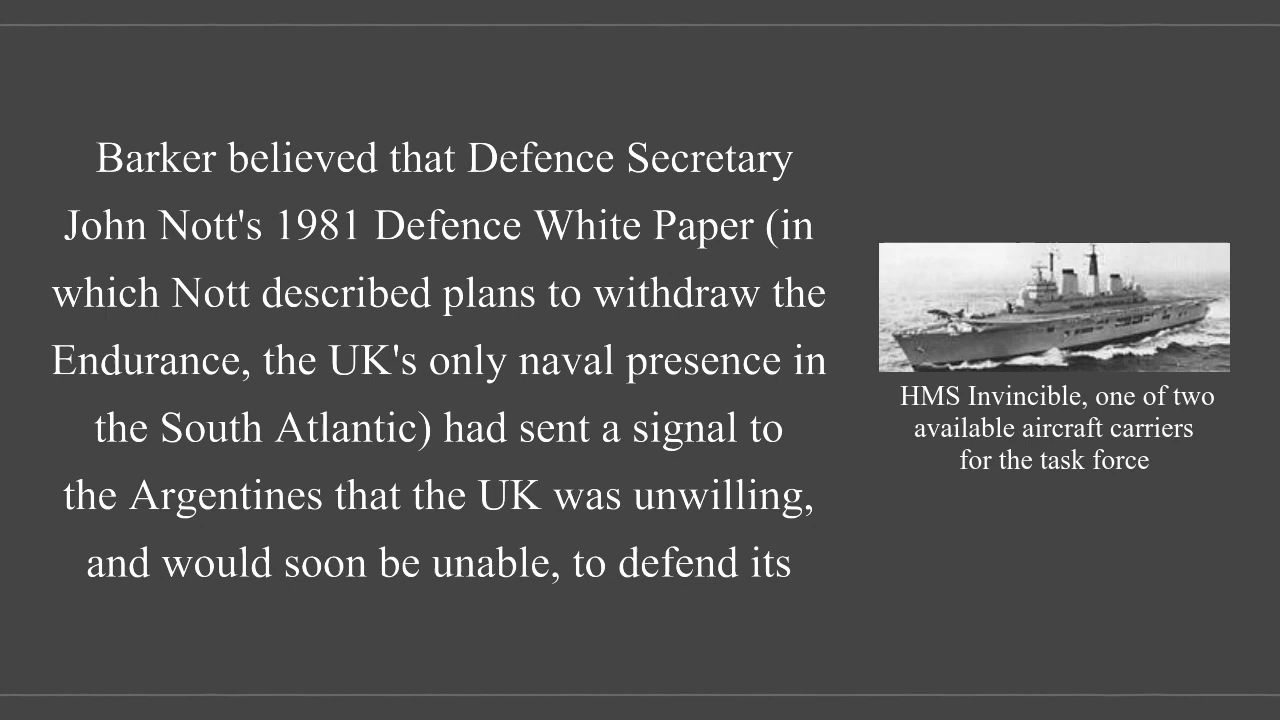 Barker believed that Defence Secretary
John Nott's 1981 Defence White Paper (in
which Nott described plans to withdraw the
Endurance, the UK's only naval presence in
the South Atlantic) had sent a signal to
the Argentines that the UK was unwilling,
and would soon be unable, to defend its
HMS Invincible, one of two
available aircraft carriers
for the task force